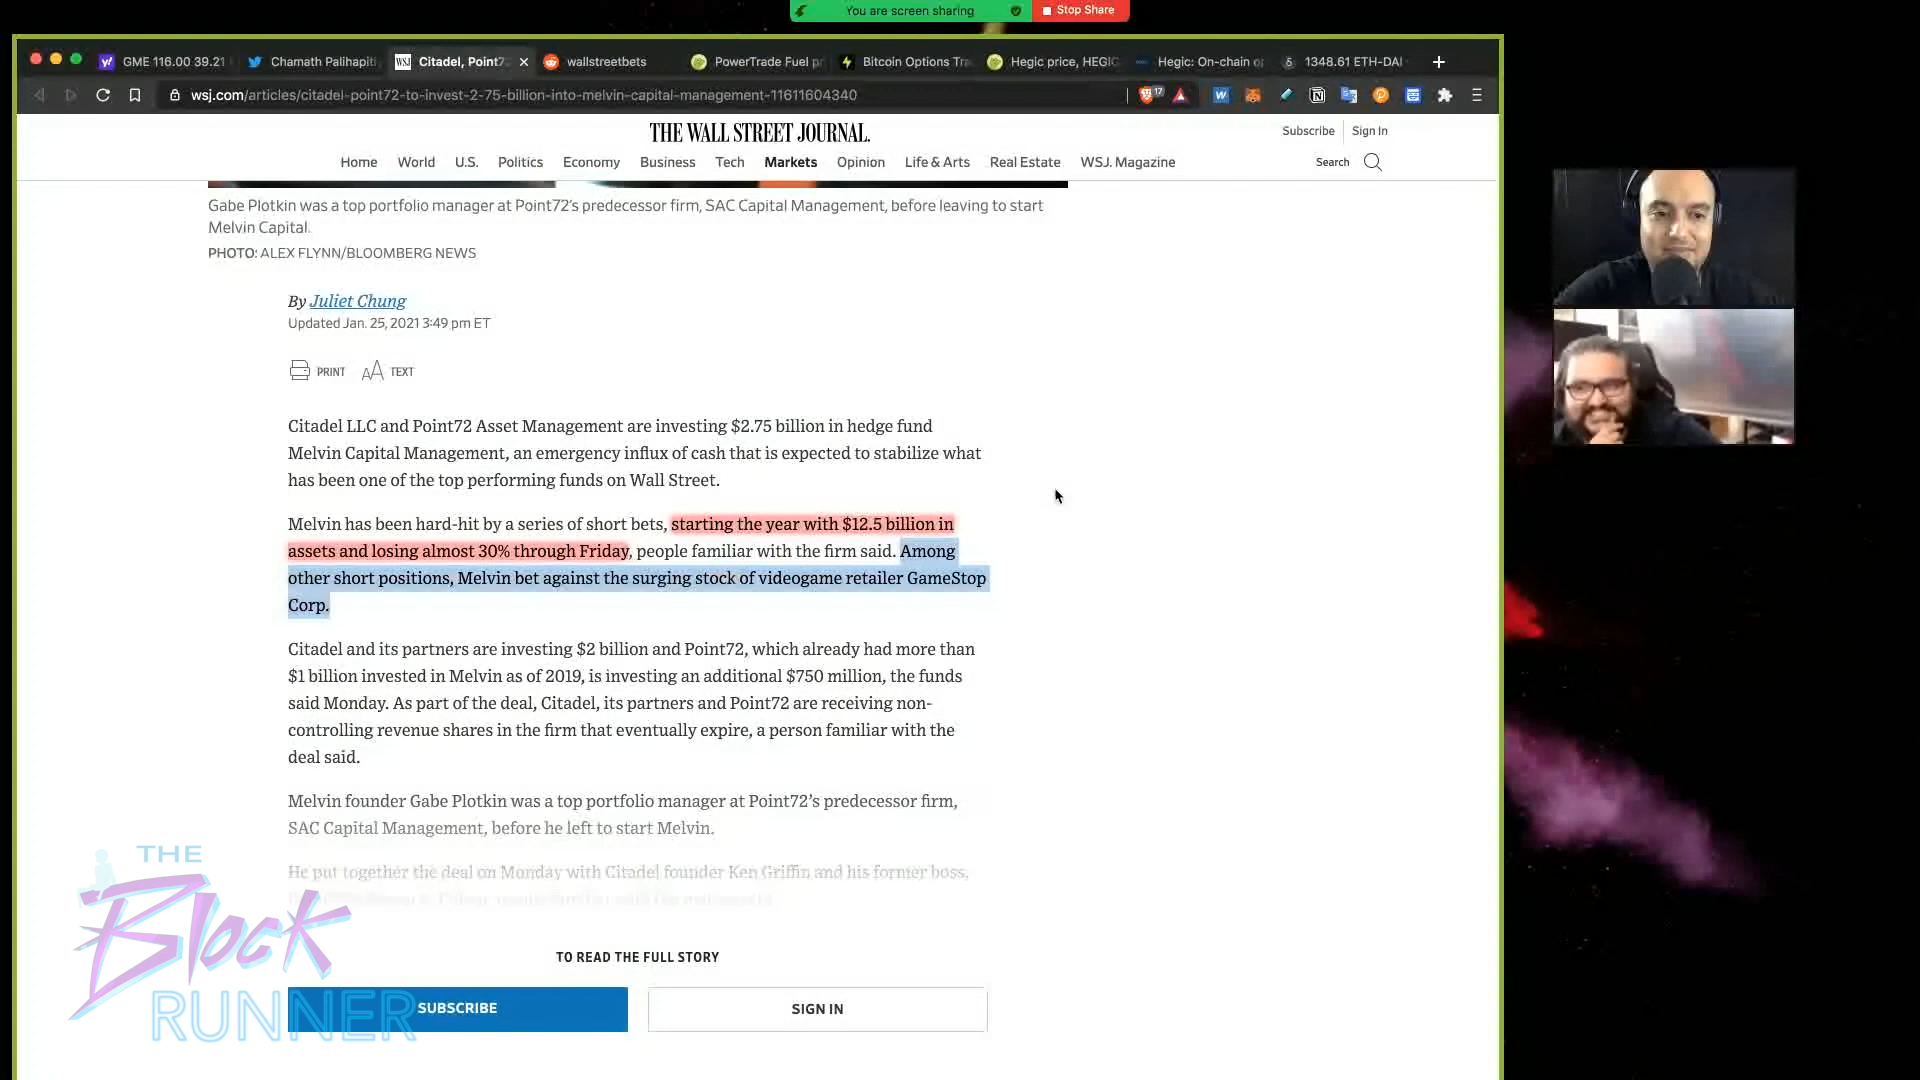 You are screen sharing
Stop Share
GME 116.00 39.21
Chamath Palihapiti
Citadel, Point7
wallstreetbets
PowerTrade Fuel pr
Bitcoin Options Tra
Hegic price, HEGIC
Hegic: On-chain op
1348.61 ETH-DAI
wsj.com/articles/citadel-point72-to-invest-2-75-billion-into-melvin-capital-management-11611604340
17
THE WALL STREET JOURNAL.
Subscribe
Sign In
Home World U.S. Politics Economy Business Tech Markets Opinion Life & Arts Real Estate WSJ. Magazine
Search
Gabe Plotkin was a top portfolio manager at Point72's predecessor firm, SAC Capital Management, before leaving to start
Melvin Capital.
PHOTO: ALEX FLYNN/BLOOMBERG NEWS
By Juliet Chung
Updated Jan. 25, 2021 3:49 pm ET
PRINT
AA TEXT
Citadel LLC and Point72 Asset Management are investing $2.75 billion in hedge fund
Melvin Capital Management, an emergency influx of cash that is expected to stabilize what
has been one of the top performing funds on Wall Street.
Melvin has been hard-hit by a series of short bets, starting the year with $12.5 billion in
assets and losing almost 30% through Friday, people familiar with the firm said. Among
other short positions, Melvin bet against the surging stock of videogame retailer GameStop
Corp.
Citadel and its partners are investing $2 billion and Point72, which already had more than
$1 billion invested in Melvin as of 2019, is investing an additional $750 million, the funds
said Monday. As part of the deal, Citadel, its partners and Point72 are receiving non-
controlling revenue shares in the firm that eventually expire, a person familiar with the
deal said.
Melvin founder Gabe Plotkin was a top portfolio manager at Point72's predecessor firm,
SAC Capital Management, before he left to start Melvin.
He put together the deal on Monday with Citadel founder Ken Griffin and his former boss,
TO READ THE FULL STORY
SUBSCRIBE
SIGN IN
THE
Block
RUNNER